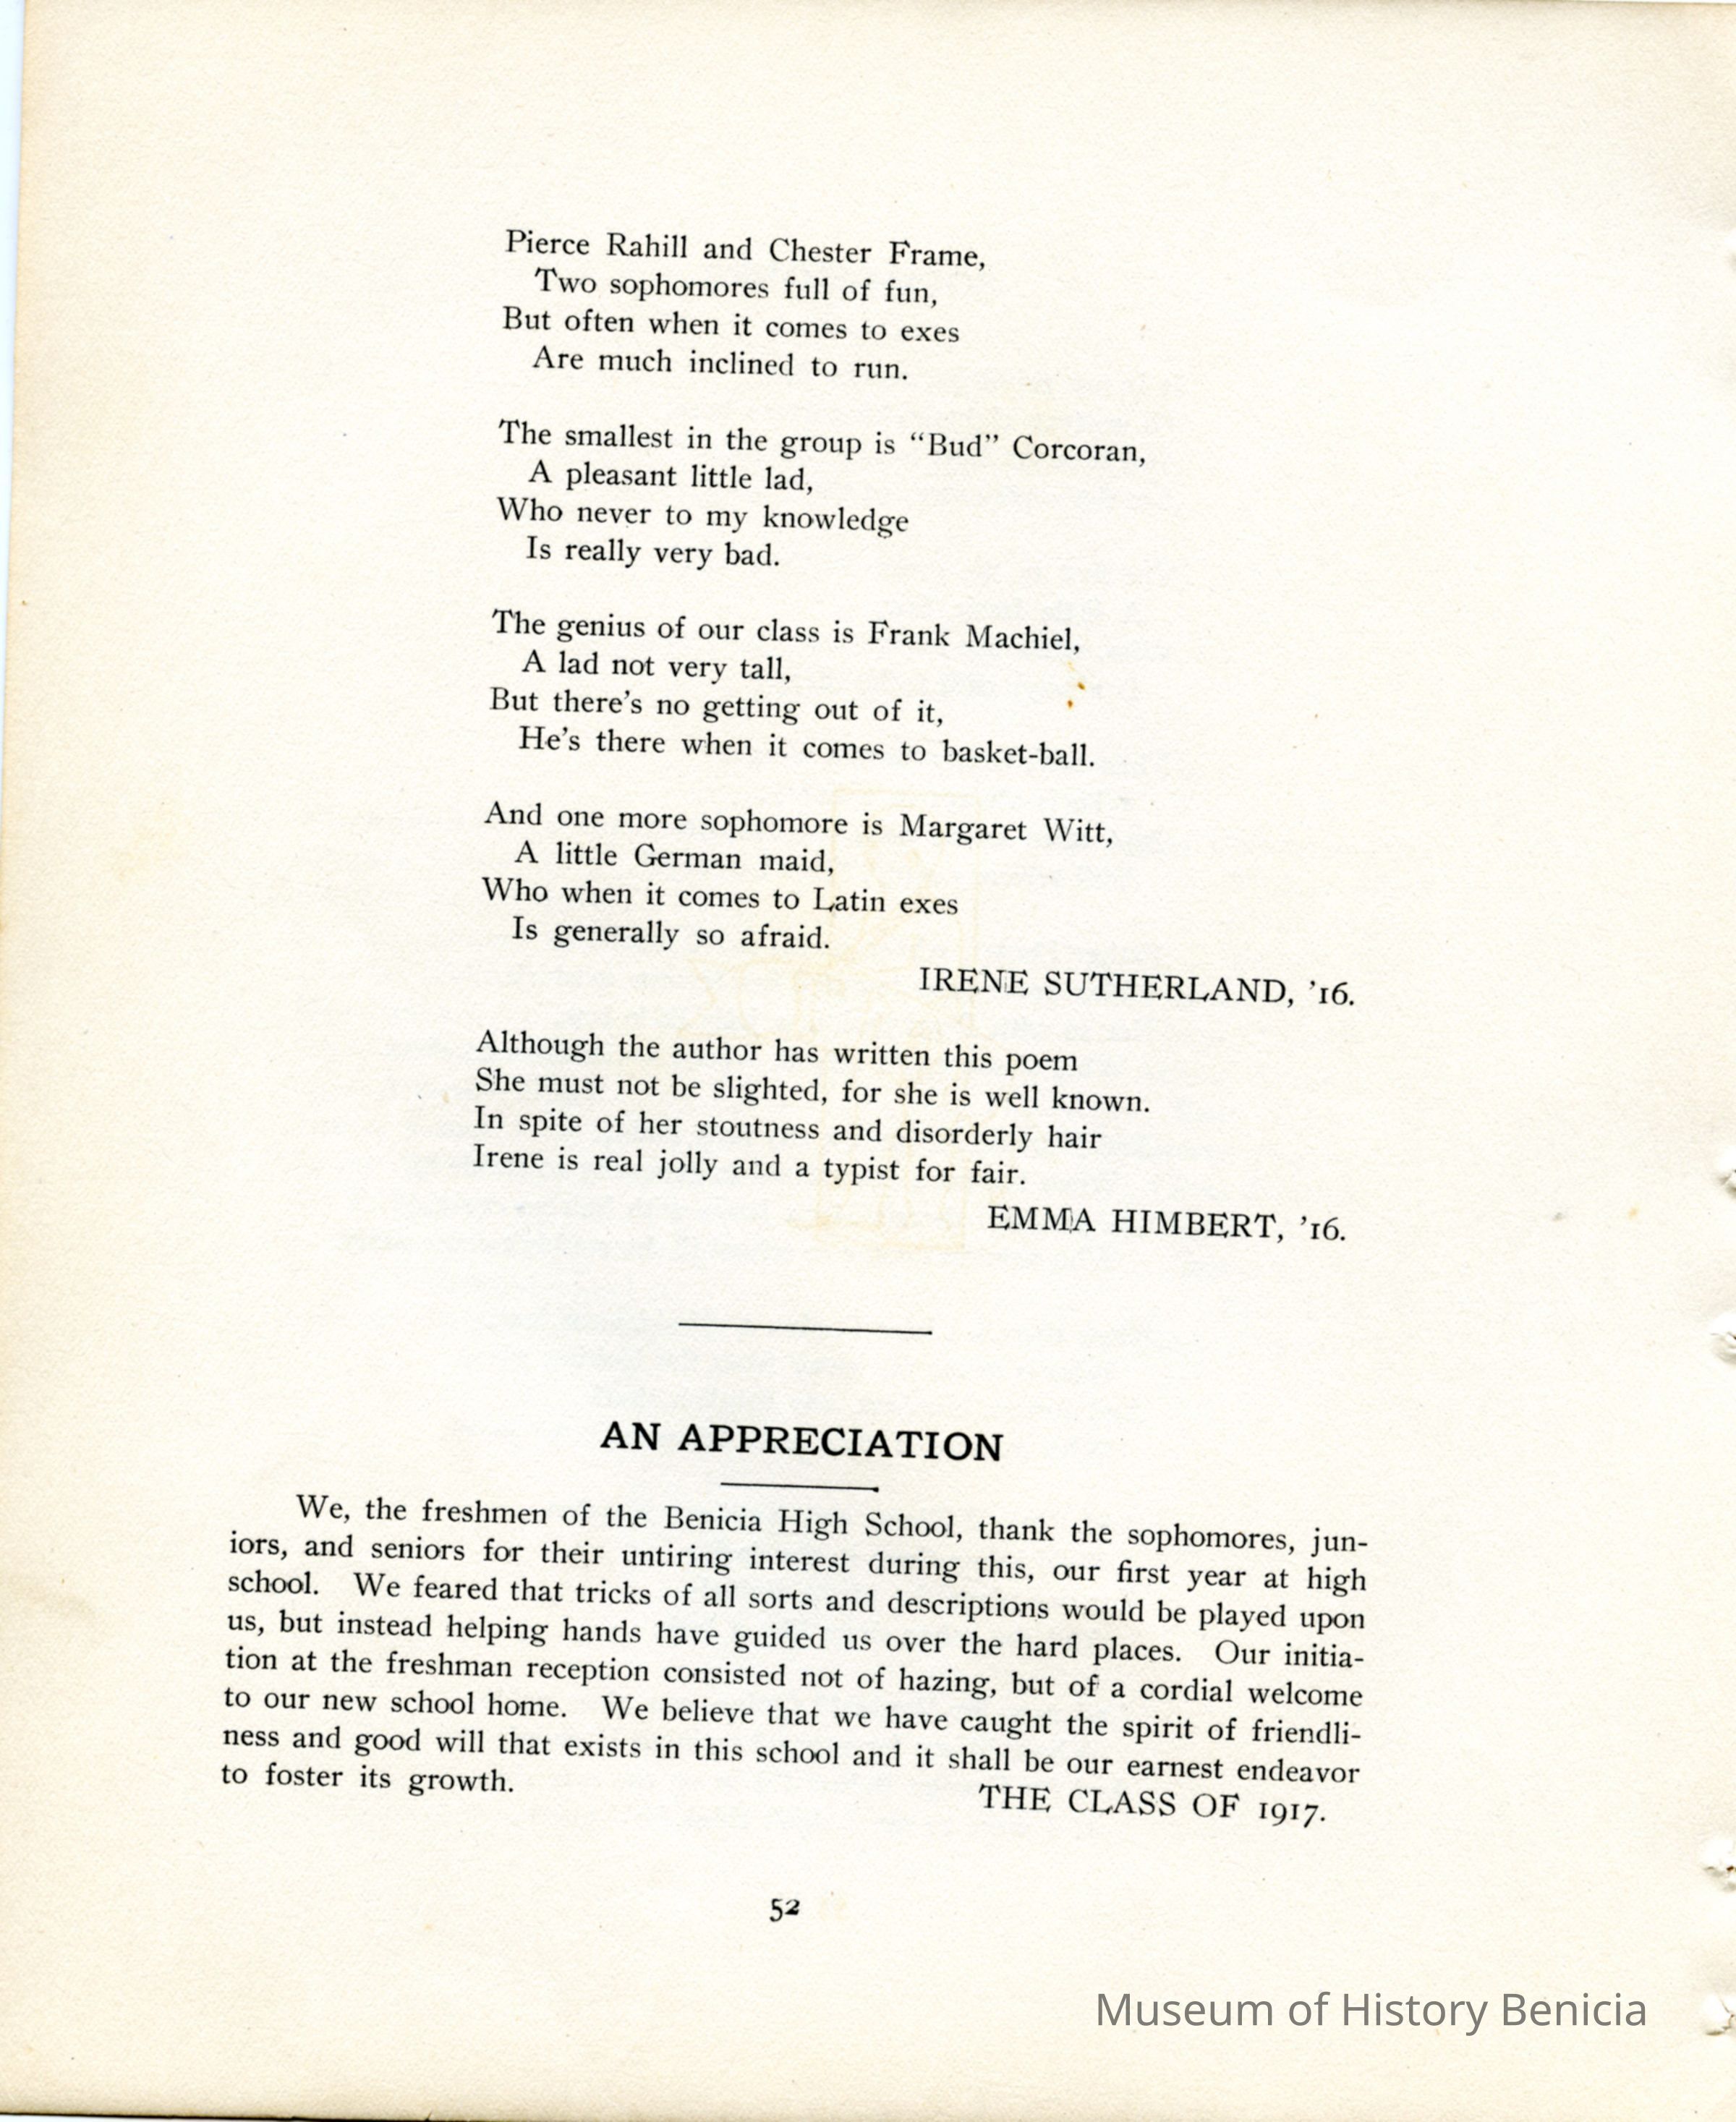 Pierce Rahill and Chester Frame,
Two sophomores full of fun,
But often when it comes to exes
Are much inclined to run.
The smallest in the group is “Bud” Corcoran,
A pleasant little lad,
Who never to my knowledge
Is really very bad.
The genius of our class is Frank Machiel,
A lad not very tall,
But there’s no getting out of it,
He’s there when it comes to basket-ball.
And one more sophomore is Margaret Witt,
A little German maid,
Who when it comes to Latin exes
Is generally so afraid.
IRENE SUTHERLAND, ’16.
Although the author has written this poem
She must not be slighted, for she is well known.
In spite of her stoutness and disorderly hair
Irene is real jolly and a typist for fair.
EMMA HIMBERT, ’16.
AN APPRECIATION
We, the freshmen of the Benicia High School, thank the sophomores, jun-
iors, and seniors for their untiring interest during this, our first year at high
school. We feared that tricks of all sorts and descriptions would be played upon
us, but instead helping hands have guided us over the hard places. Our initia-
tion at the freshman reception consisted not of hazing, but of a cordial welcome
to our new school home. We believe that we have caught the spirit of friendli-
ness and good will that exists in this school and it shall be our earnest endeavor
to foster its growth.
THE CLASS OF 1917.
52
Museum of History Benicia